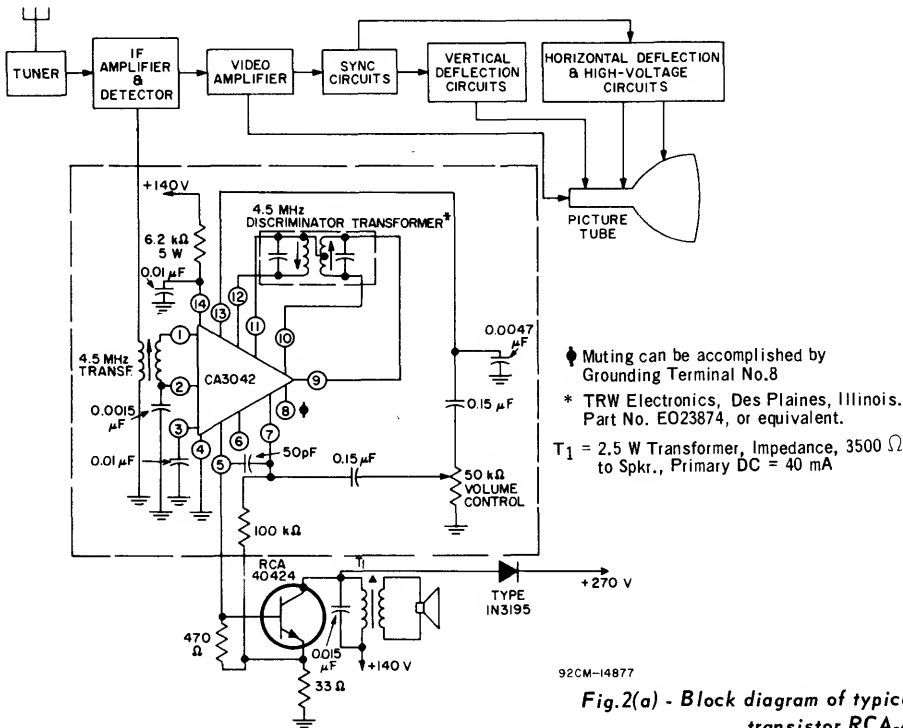 TUNER
IF
AMPLIFIER
&
DETECTOR
VIDEO
AMPLIFIER
SYNC
CIRCUITS
VERTICAL
DEFLECTION
CIRCUITS
HORIZONTAL DEFLECTION
& HIGH-VOLTAGE
CIRCUITS
PICTURE
TUBE
+140V
6.2 kΩ
5 W
0.01 μF
4.5 MHz
DISCRIMINATOR TRANSFORMER*
14
13
12
11
10
1
4.5 MHz
TRANSF.
2
CA3042
9
3
4
5
6
7
8 ϕ
0.0015
μF
0.01 μF
50pF
0.15 μF
0.0047
μF
0.15 μF
50 kΩ
VOLUME
CONTROL
100 kΩ
ϕ Muting can be accomplished by
Grounding Terminal No.8
* TRW Electronics, Des Plaines, Illinois.
Part No. EO23874, or equivalent.
T1 = 2.5 W Transformer, Impedance, 3500 Ω
to Spkr., Primary DC = 40 mA
RCA
40424
T1
TYPE
IN3195
+270 V
470
Ω
0.015
μF
+140 V
33 Ω
92CM-14877
Fig.2(a) - Block diagram of typica
transistor RCA-